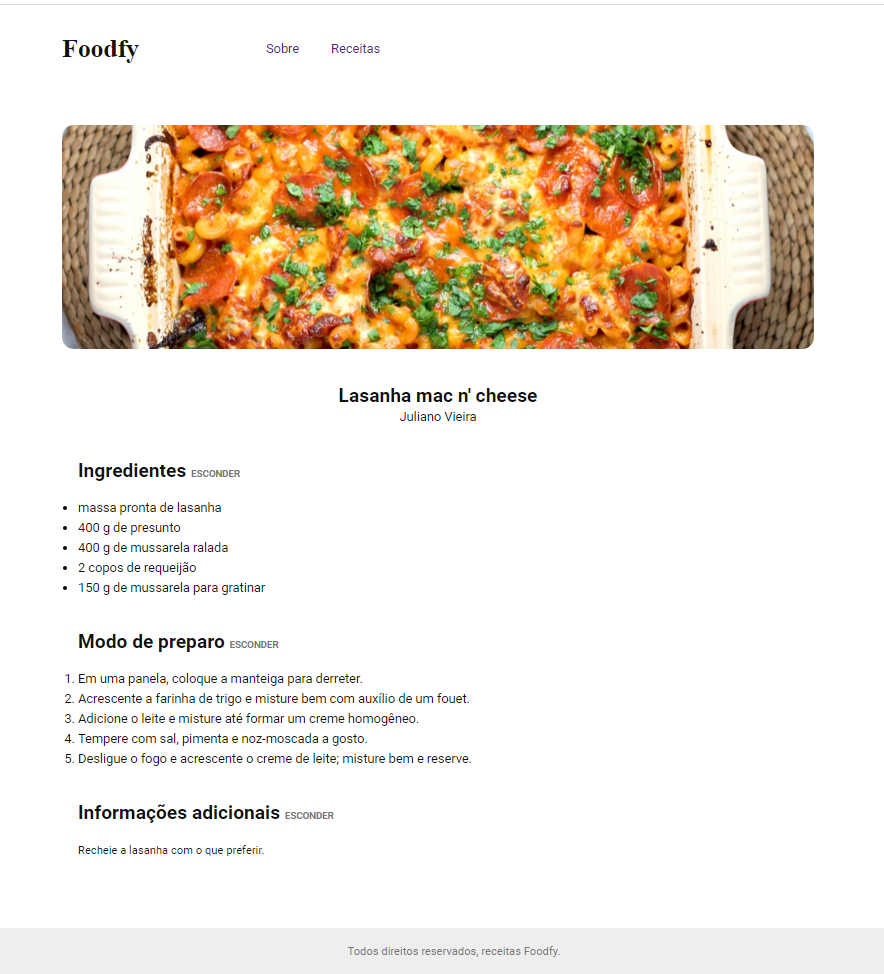 Foodfy
Sobre
Receitas
Lasanha mac n' cheese
Juliano Vieira
Ingredientes ESCONDER
massa pronta de lasanha
400 g de presunto
400 g de mussarela ralada
2 copos de requeijão
150 g de mussarela para gratinar
Modo de preparo ESCONDER
1. Em uma panela, coloque a manteiga para derreter.
2. Acrescente a farinha de trigo e misture bem com auxílio de um fouet.
3. Adicione o leite e misture até formar um creme homogêneo.
4. Tempere com sal, pimenta e noz-moscada a gosto.
5. Desligue o fogo e acrescente o creme de leite; misture bem e reserve.
Informações adicionais ESCONDER
Recheie a lasanha com o que preferir.
Todos direitos reservados, receitas Foodfy.